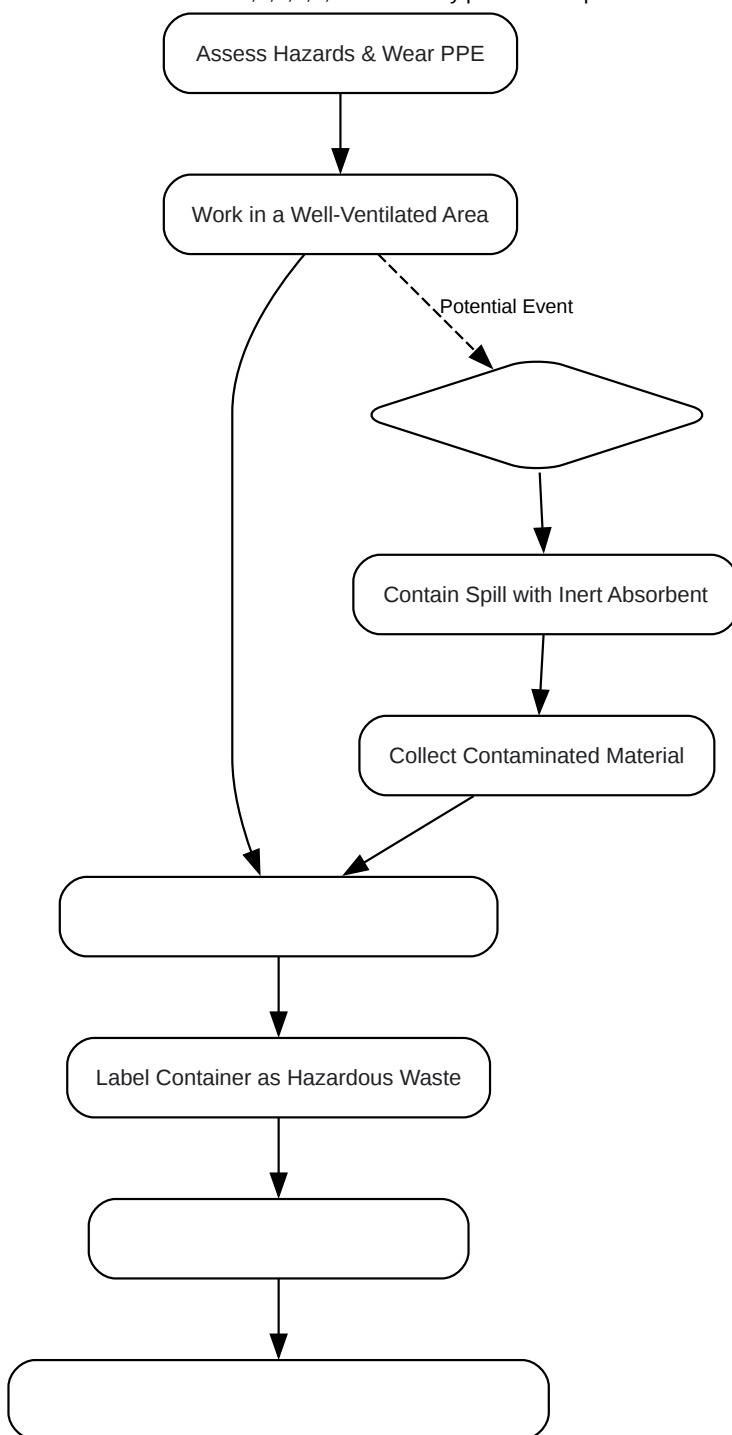 Assess Hazards & Wear PPE
Work in a Well-Ventilated Area
Potential Event
Contain Spill with Inert Absorbent
Collect Contaminated Material
Label Container as Hazardous Waste